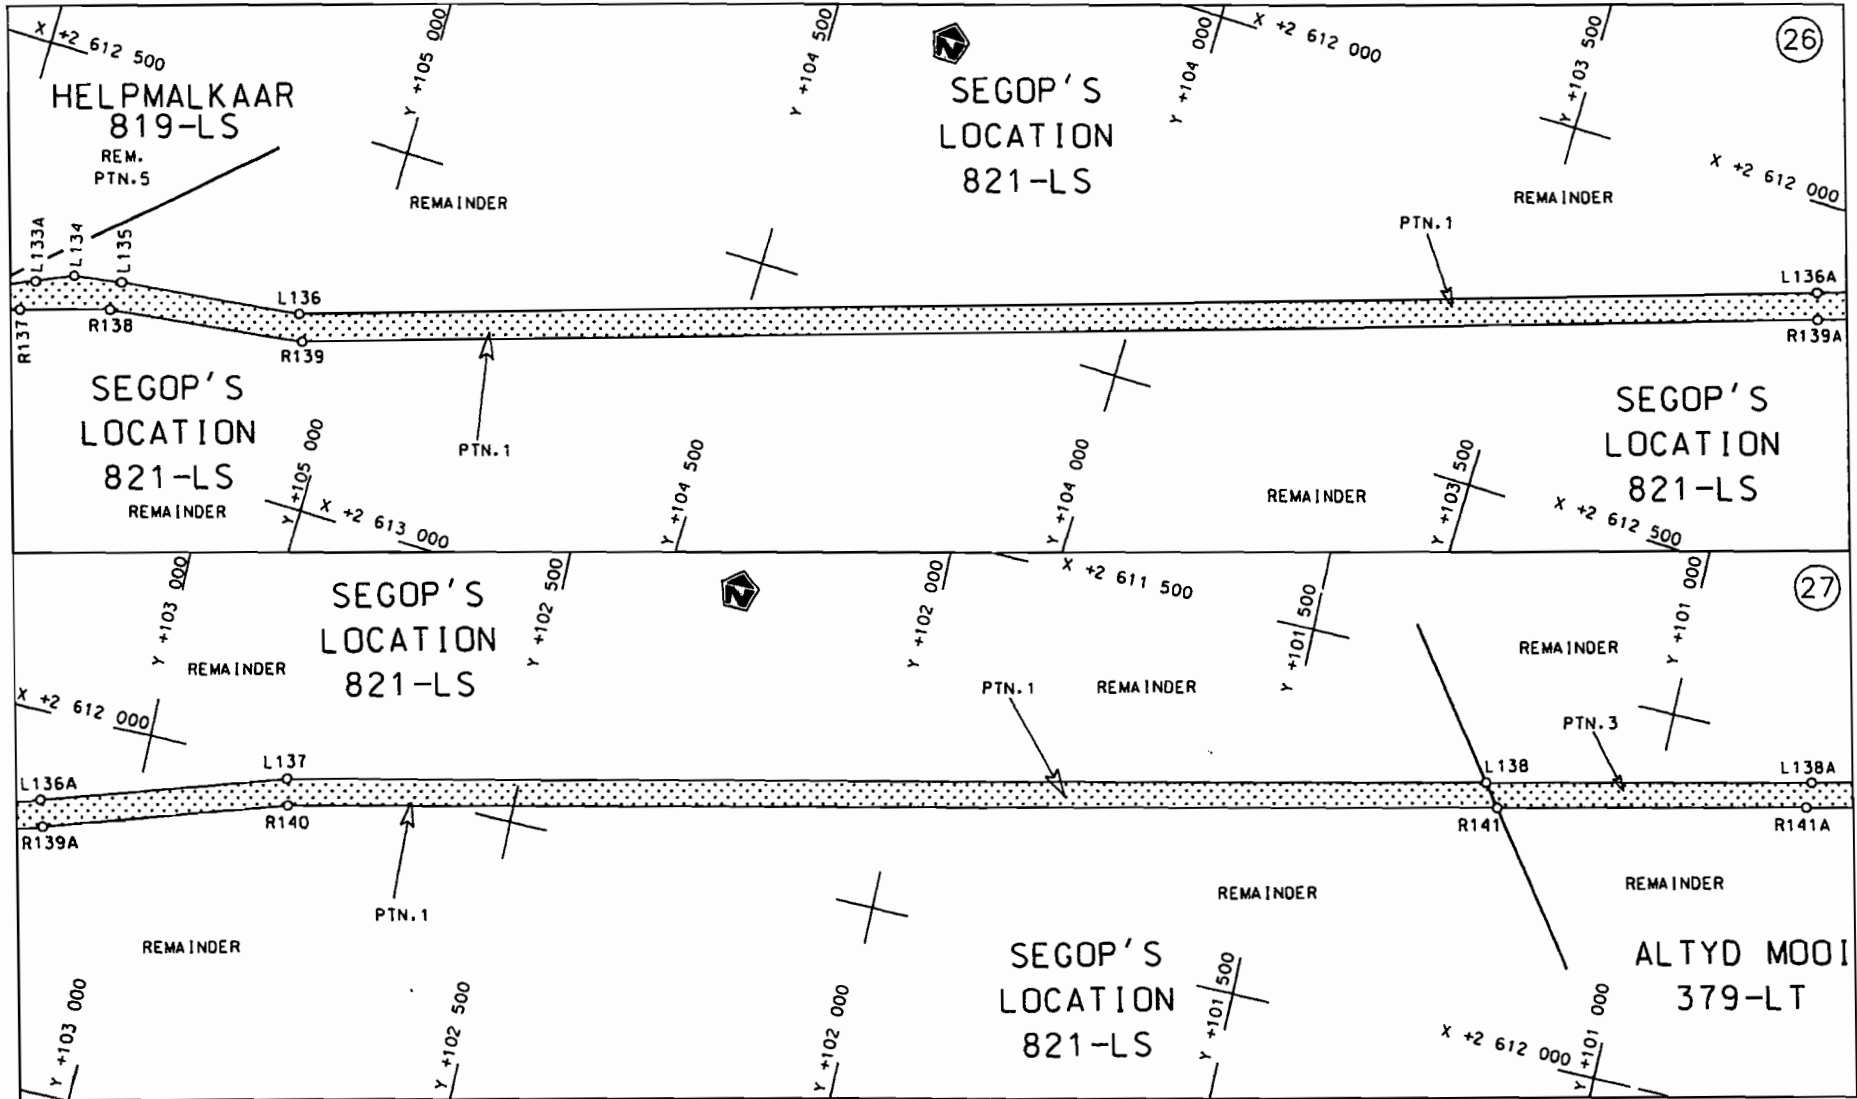 X +2 612 500
Y +105 000
Y +104 500
Y +104 000
X +2 612 000
Y +103 500
26
HELPMALKAAR
819-LS
REM.
PTN.5
SEGOP'S
LOCATION
821-LS
X +2 612 000
REMAINDER
REMAINDER
PTN.1
L133A
L134
L135
L136
L136A
R137
R138
R139
R139A
SEGOP'S
LOCATION
821-LS
REMAINDER
PTN.1
SEGOP'S
LOCATION
821-LS
REMAINDER
Y +105 000
X +2 613 000
Y +104 500
Y +104 000
Y +103 500
X +2 612 500
Y +103 000
SEGOP'S
LOCATION
821-LS
Y +102 500
Y +102 000
X +2 611 500
Y +101 500
Y +101 000
27
REMAINDER
REMAINDER
REMAINDER
X +2 612 000
PTN.1
PTN.3
L136A
L137
L138
L138A
R139A
R140
R141
R141A
PTN.1
REMAINDER
REMAINDER
REMAINDER
SEGOP'S
LOCATION
821-LS
ALTYD MOOI
379-LT
Y +103 000
Y +102 500
Y +102 000
Y +101 500
X +2 612 000
Y +101 000